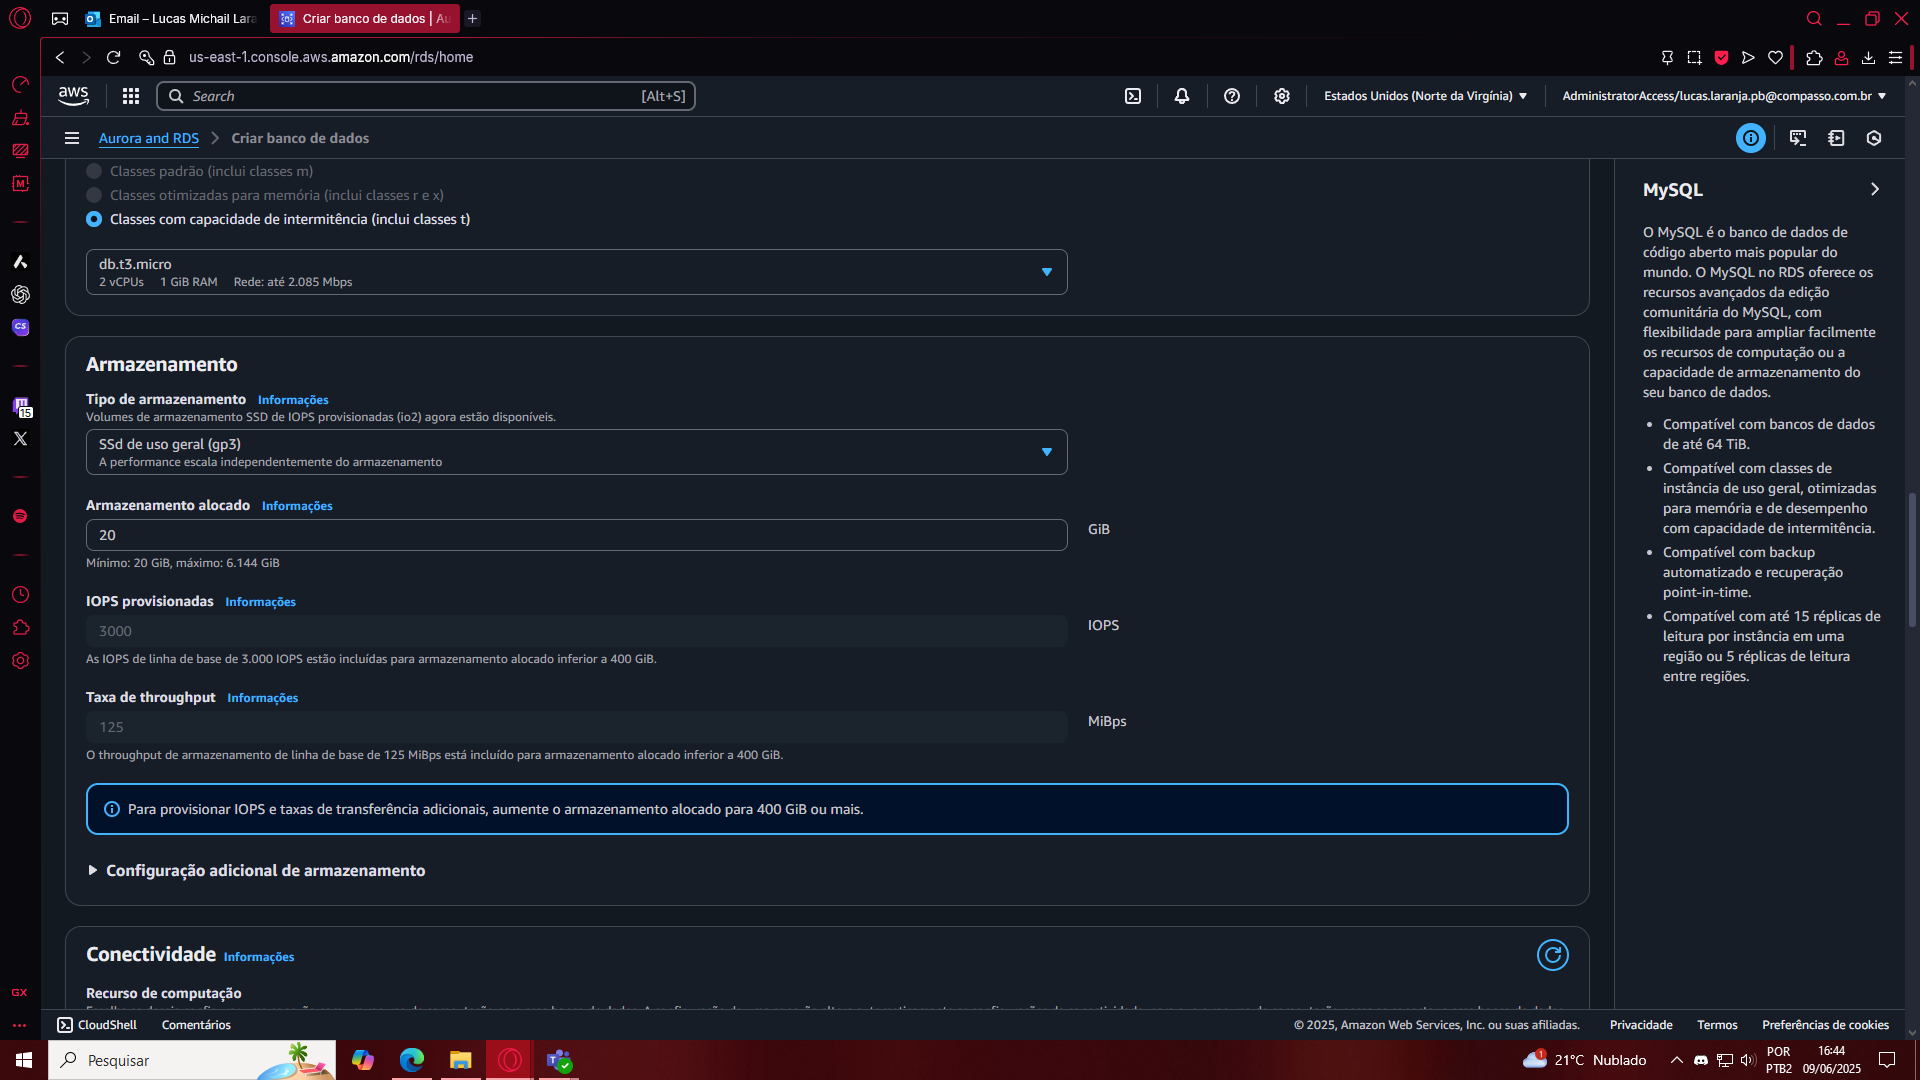 Email – Lucas Michail Lara
Criar banco de dados | Au
us-east-1.console.aws.amazon.com/rds/home
aws
Search
[Alt+S]
Estados Unidos (Norte da Virgínia)
AdministratorAccess/lucas.laranja.pb@compasso.com.br
Aurora and RDS
Criar banco de dados
Classes padrão (inclui classes m)
Classes otimizadas para memória (inclui classes r e x)
Classes com capacidade de intermitência (inclui classes t)
db.t3.micro
2 vCPUs 1 GiB RAM Rede: até 2.085 Mbps
Armazenamento
Tipo de armazenamento Informações
Volumes de armazenamento SSD de IOPS provisionadas (io2) agora estão disponíveis.
SSd de uso geral (gp3)
A performance escala independentemente do armazenamento
Armazenamento alocado Informações
20
GiB
Mínimo: 20 GiB, máximo: 6.144 GiB
IOPS provisionadas Informações
3000
IOPS
As IOPS de linha de base de 3.000 IOPS estão incluídas para armazenamento alocado inferior a 400 GiB.
Taxa de throughput Informações
125
MiBps
O throughput de armazenamento de linha de base de 125 MiBps está incluído para armazenamento alocado inferior a 400 GiB.
Para provisionar IOPS e taxas de transferência adicionais, aumente o armazenamento alocado para 400 GiB ou mais.
Configuração adicional de armazenamento
Conectividade Informações
Recurso de computação
MySQL
O MySQL é o banco de dados de
código aberto mais popular do
mundo. O MySQL no RDS oferece os
recursos avançados da edição
comunitária do MySQL, com
flexibilidade para ampliar facilmente
os recursos de computação ou a
capacidade de armazenamento do
seu banco de dados.
Compatível com bancos de dados
de até 64 TiB.
Compatível com classes de
instância de uso geral, otimizadas
para memória e de desempenho
com capacidade de intermitência.
Compatível com backup
automatizado e recuperação
point-in-time.
Compatível com até 15 réplicas de
leitura por instância em uma
região ou 5 réplicas de leitura
entre regiões.
M
CS
15
GX
CloudShell
Comentários
© 2025, Amazon Web Services, Inc. ou suas afiliadas.
Privacidade
Termos
Preferências de cookies
Pesquisar
1
21°C Nublado
POR
PTB2
16:44
09/06/2025